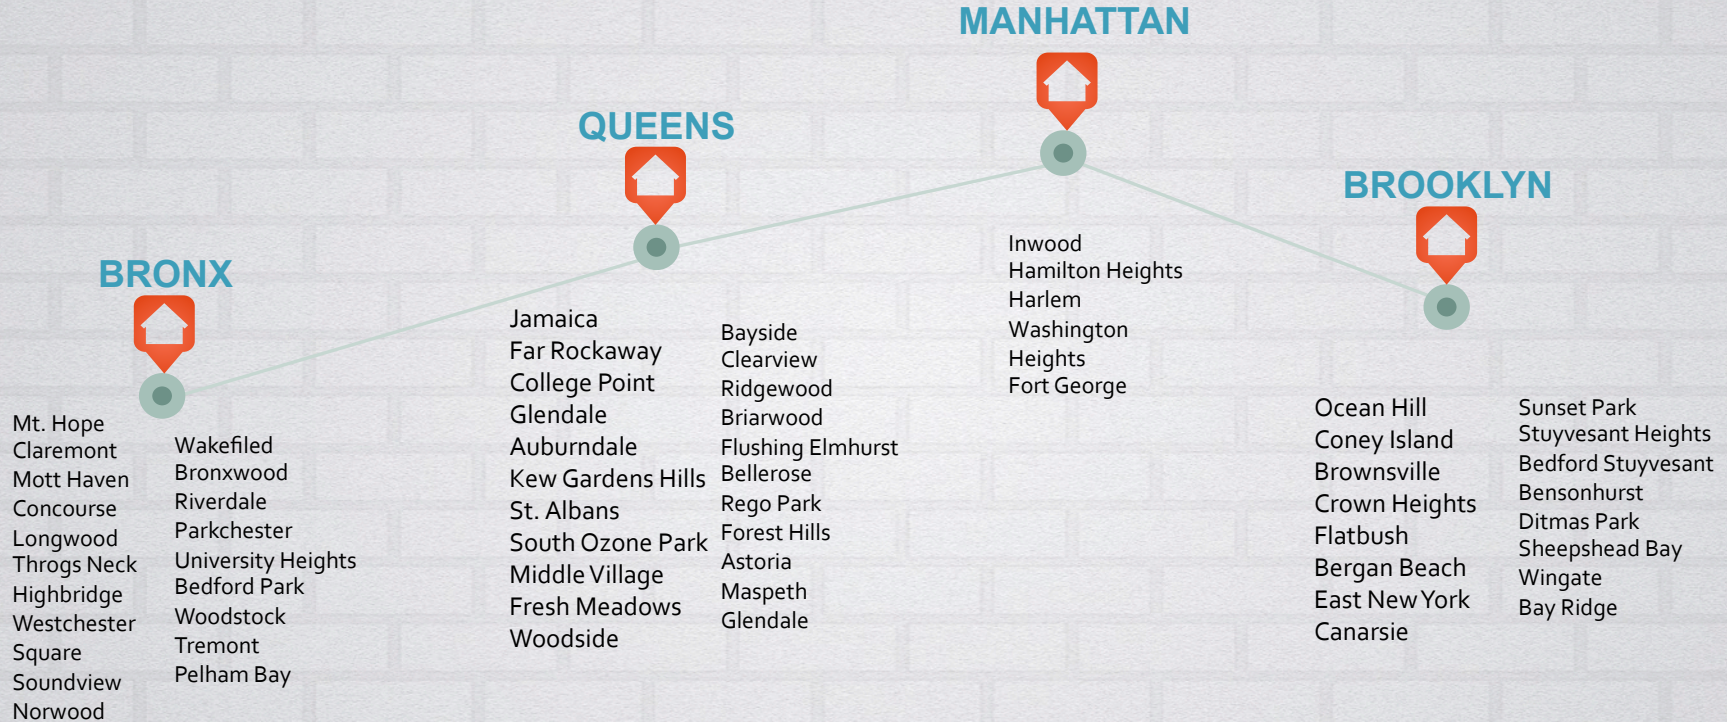 BRONX
Mt. Hope
Claremont
Mott Haven
Concourse
Longwood
Throgs Neck
Highbridge
Westchester
Square
Soundview
Norwood
Wakefiled
Bronxwood
Riverdale
Parkchester
University Heights
Bedford Park
Woodstock
Tremont
Pelham Bay
QUEENS
Jamaica
Far Rockaway
College Point
Glendale
Auburndale
Kew Gardens Hills
St. Albans
South Ozone Park
Middle Village
Fresh Meadows
Woodside
Bayside
Clearview
Ridgewood
Briarwood
Flushing Elmhurst
Bellerose
Rego Park
Forest Hills
Astoria
Maspeth
Glendale
MANHATTAN
Inwood
Hamilton Heights
Harlem
Washington
Heights
Fort George
BROOKLYN
Ocean Hill
Coney Island
Brownsville
Crown Heights
Flatbush
Bergan Beach
East New York
Canarsie
Sunset Park
Stuyvesant Heights
Bedford Stuyvesant
Bensonhurst
Ditmas Park
Sheepshead Bay
Wingate
Bay Ridge